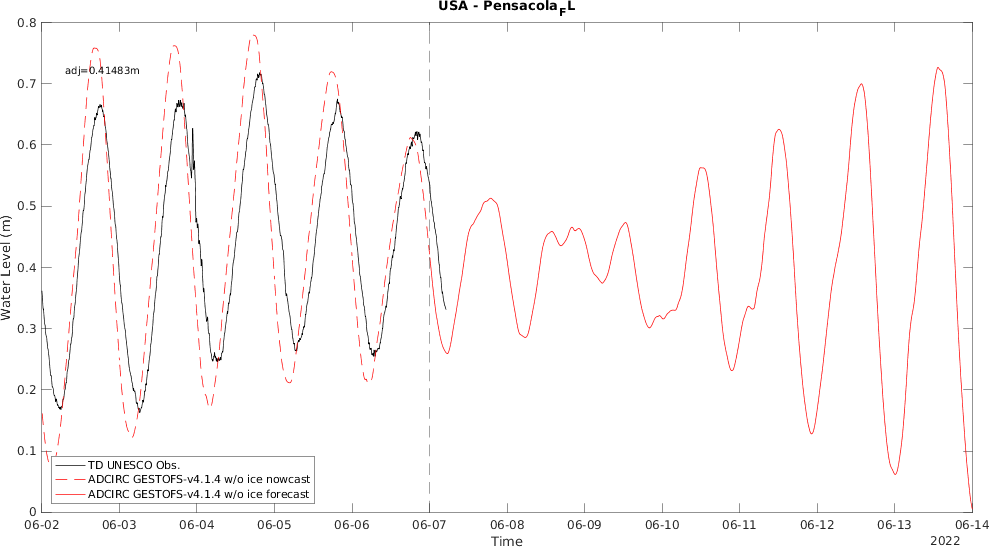 USA - Pensacola_FL
adj=0.41483m
Water Level (m)
0.8
0.7
0.6
0.5
0.4
0.3
0.2
0.1
0
TD UNESCO Obs.
ADCIRC GESTOFS-v4.1.4 w/o ice nowcast
ADCIRC GESTOFS-v4.1.4 w/o ice forecast
06-02 06-03 06-04 06-05 06-06 06-07 06-08 06-09 06-10 06-11 06-12 06-13 06-14
Time
2022